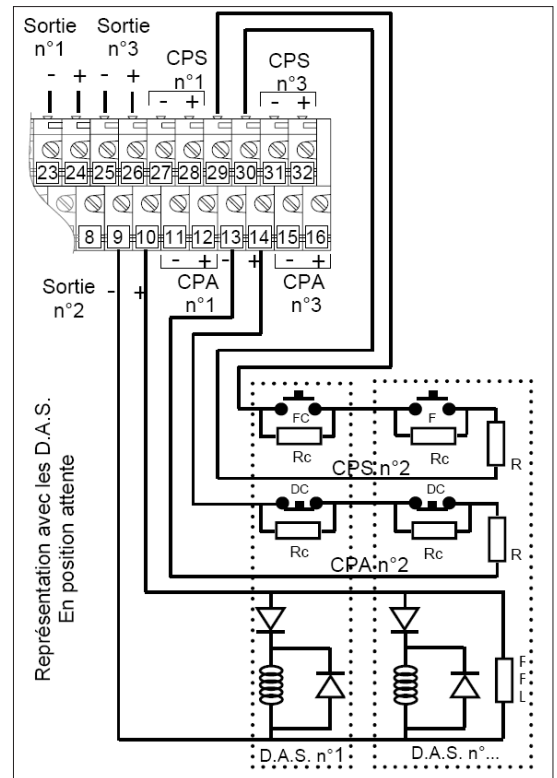 Sortie
n°1
Sortie
n°3
- + - +
CPS
n°1
- +
CPS
n°3
- +
23 24 25 26 27 28 29 30 31 32
8 9 10 11 12 13 14 15 16
Sortie
n°2
- +
- +
CPA
n°1
- +
- +
CPA
n°3
Représentation avec les D.A.S.
En position attente
FC
F
Rc
Rc
R
CPS n°2
DC
DC
Rc
Rc
R
CPA n°2
F
F
L
D.A.S. n°1
D.A.S. n°...